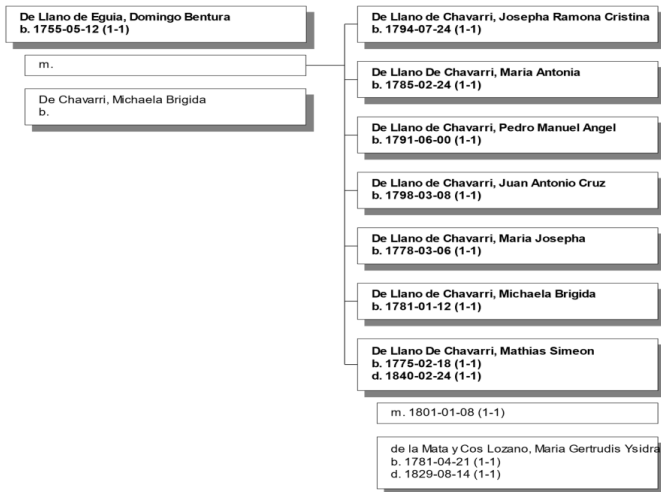 De Llano de Eguia, Domingo Bentura
b. 1755-05-12 (1-1)
m.
De Chavarri, Michaela Brigida
b.
De Llano de Chavarri, Josepha Ramona Cristina
b. 1794-07-24 (1-1)
De Llano De Chavarri, Maria Antonia
b. 1785-02-24 (1-1)
De Llano de Chavarri, Pedro Manuel Angel
b. 1791-06-00 (1-1)
De Llano de Chavarri, Juan Antonio Cruz
b. 1798-03-08 (1-1)
De Llano de Chavarri, Maria Josepha
b. 1778-03-06 (1-1)
De Llano de Chavarri, Michaela Brigida
b. 1781-01-12 (1-1)
De Llano De Chavarri, Mathias Simeon
b. 1775-02-18 (1-1)
d. 1840-02-24 (1-1)
m. 1801-01-08 (1-1)
de la Mata y Cos Lozano, Maria Gertrudis Ysidra
b. 1781-04-21 (1-1)
d. 1829-08-14 (1-1)